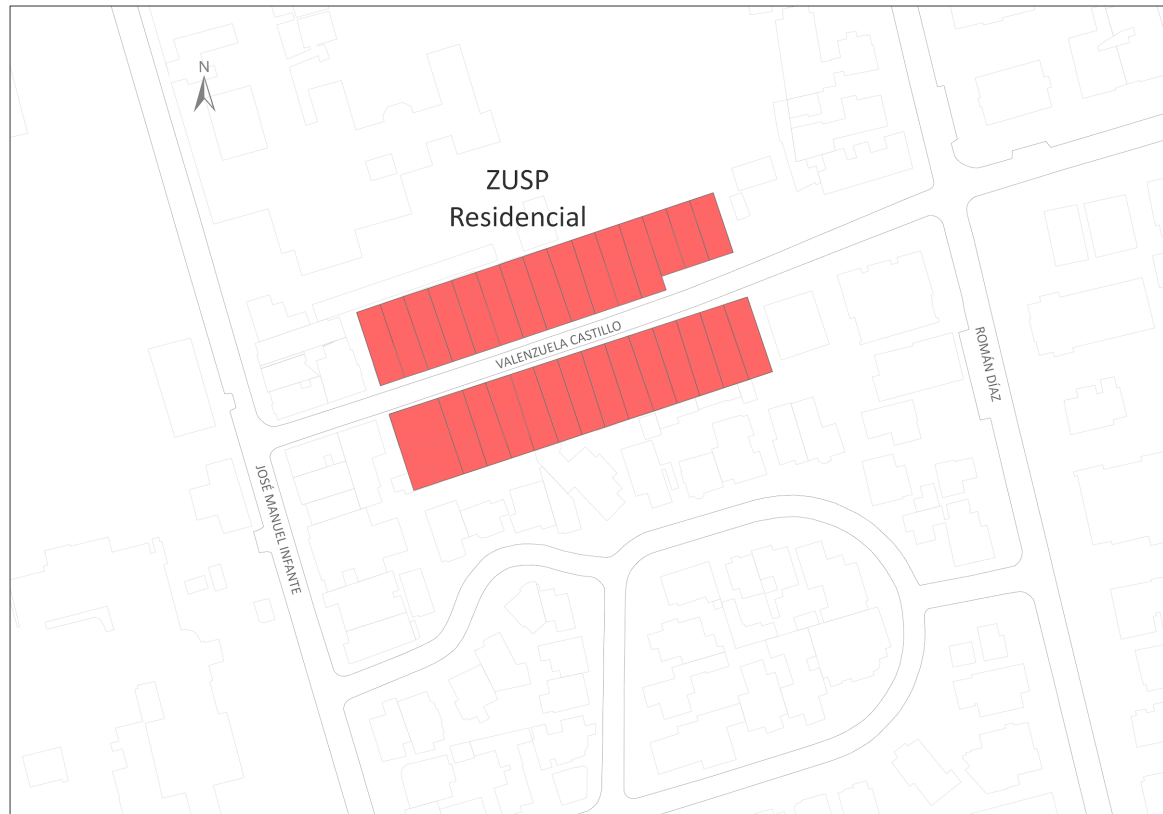 N
ZUSP
Residencial
VALENZUELA CASTILLO
ROMÁN DÍAZ
JOSÉ MANUEL INFANTE